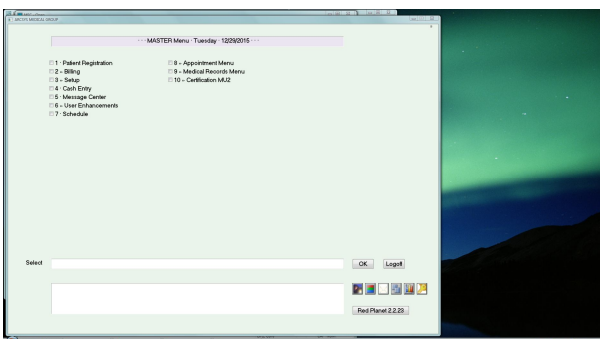 ARCSYS MEDICAL GROUP
- - - MASTER Menu - Tuesday - 12/29/2015 - - -
1 - Patient Registration
2 - Billing
3 - Setup
4 - Cash Entry
5 - Message Center
6 - User Enhancements
7 - Schedule
8 - Appointment Menu
9 - Medical Records Menu
10 - Certification MU2
Select
OK
Logoff
Red Planet 2.2.23